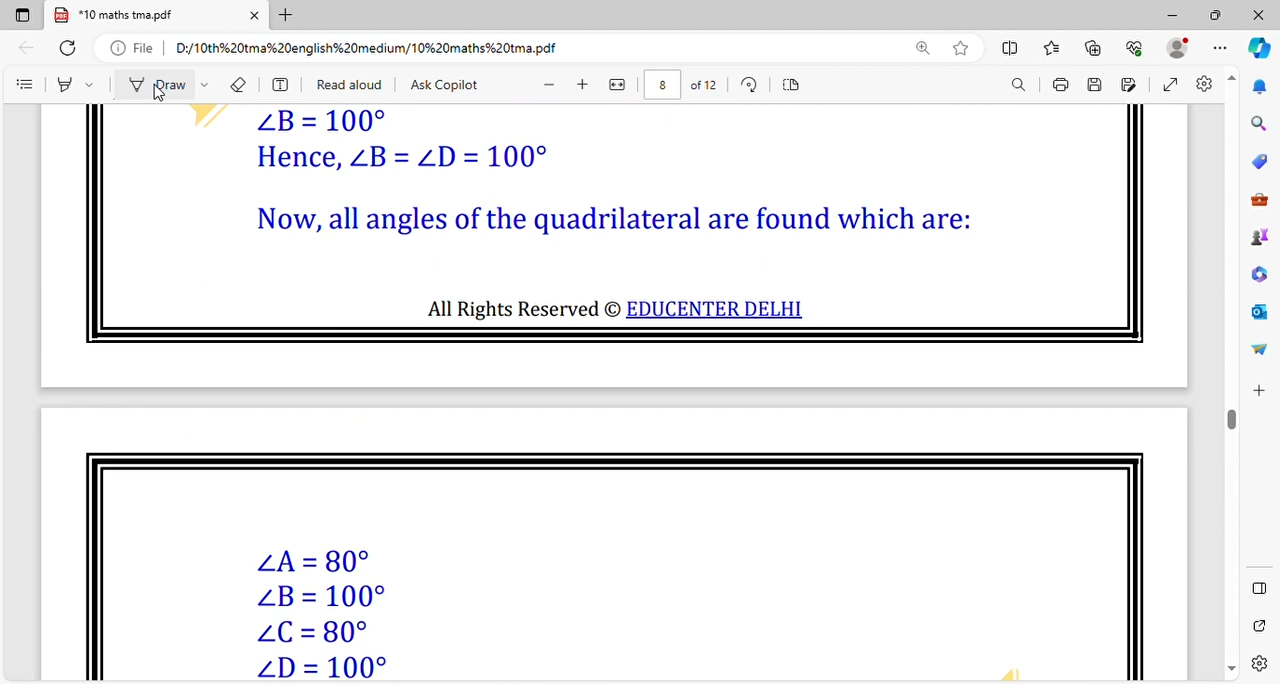 *10 maths tma.pdf
File D:/10th%20tma%20english%20medium/10%20maths%20tma.pdf
Draw Read aloud Ask Copilot 8 of 12
∠B = 100°
Hence, ∠B = ∠D = 100°
Now, all angles of the quadrilateral are found which are:
All Rights Reserved © EDUCENTER DELHI
∠A = 80°
∠B = 100°
∠C = 80°
∠D = 100°